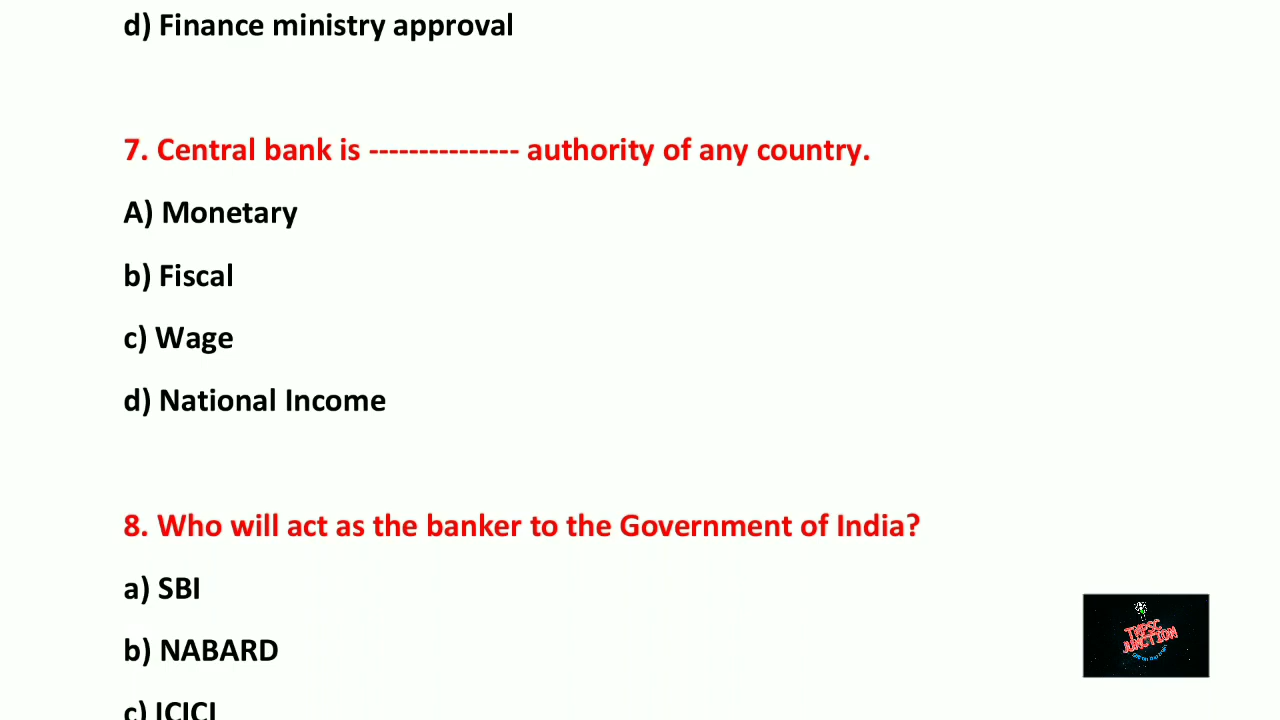 d) Finance ministry approval
7. Central bank is --------------- authority of any country.
A) Monetary
b) Fiscal
c) Wage
d) National Income
8. Who will act as the banker to the Government of India?
a) SBI
b) NABARD
c) ICICI
TNPSC
JUNCTION